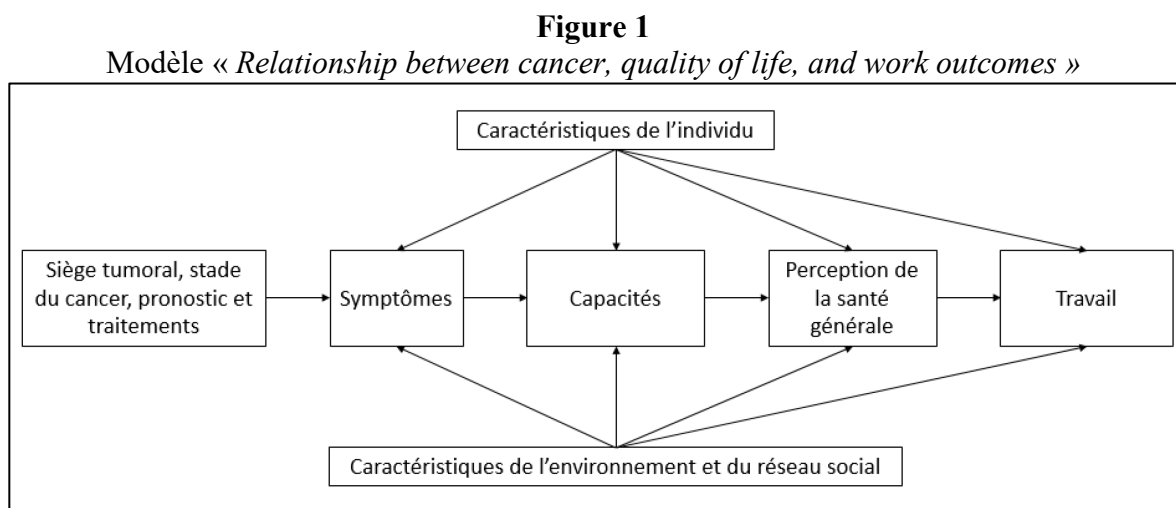 Figure 1
Modèle « Relationship between cancer, quality of life, and work outcomes »
Caractéristiques de l’individu
Siège tumoral, stade
du cancer, pronostic et
traitements
Symptômes
Capacités
Perception de
la santé
générale
Travail
Caractéristiques de l’environnement et du réseau social